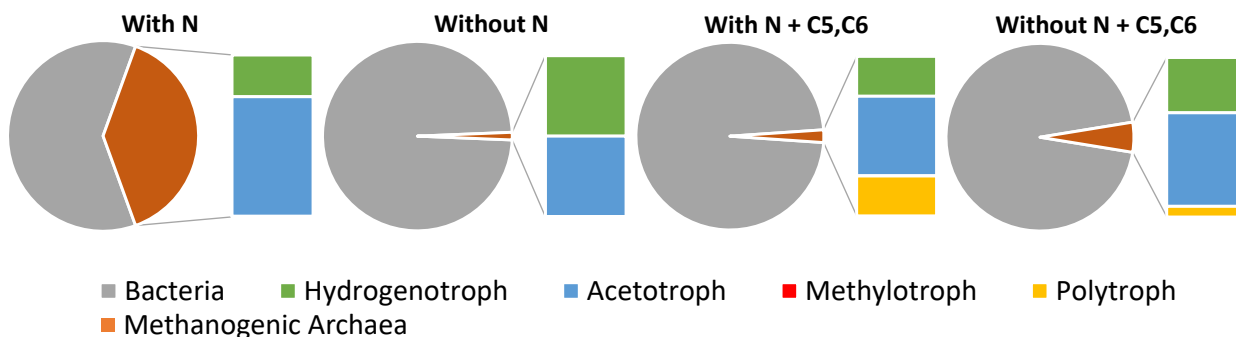 With N
Without N
With N + C5,C6
Without N + C5,C6
Bacteria
Hydrogenotroph
Acetotroph
Methylotroph
Polytroph
Methanogenic Archaea